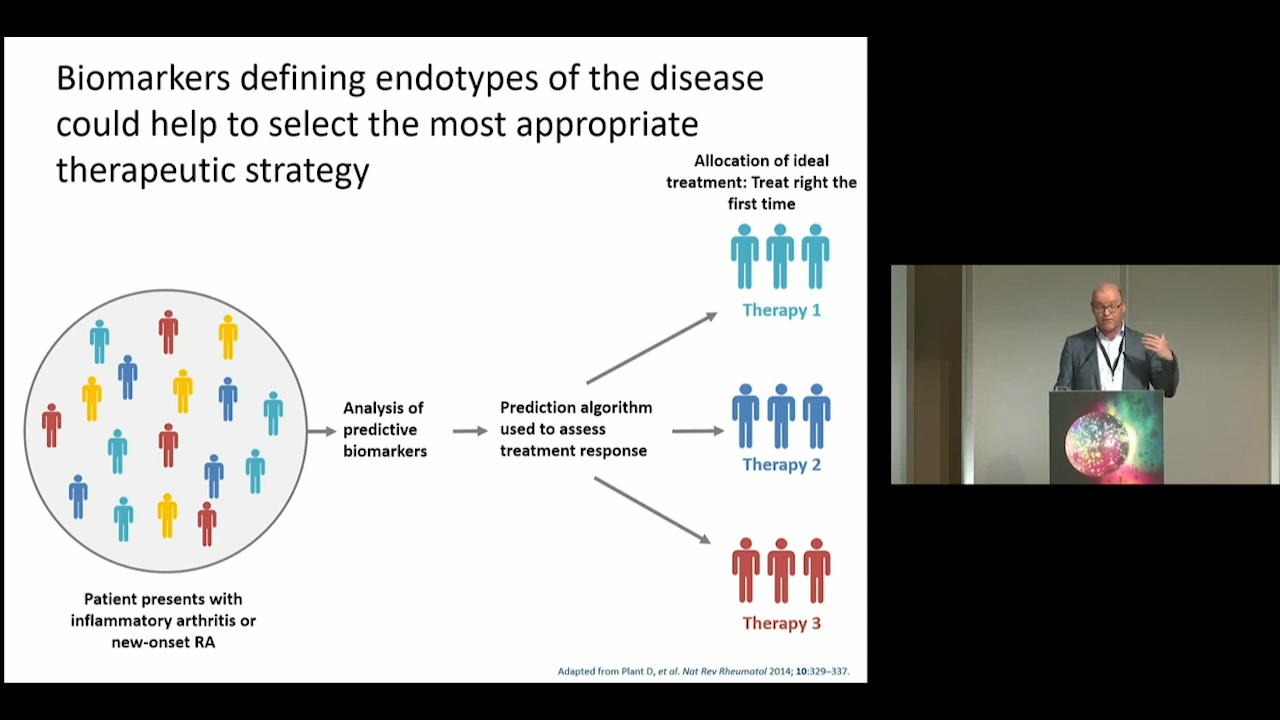 Biomarkers defining endotypes of the disease
could help to select the most appropriate
therapeutic strategy
Allocation of ideal
treatment: Treat right the
first time
Therapy 1
Analysis of
predictive
biomarkers
Prediction algorithm
used to assess
treatment response
Therapy 2
Therapy 3
Patient presents with
inflammatory arthritis or
new-onset RA
Adapted from Plant D, et al. Nat Rev Rheumatol 2014; 10:329–337.